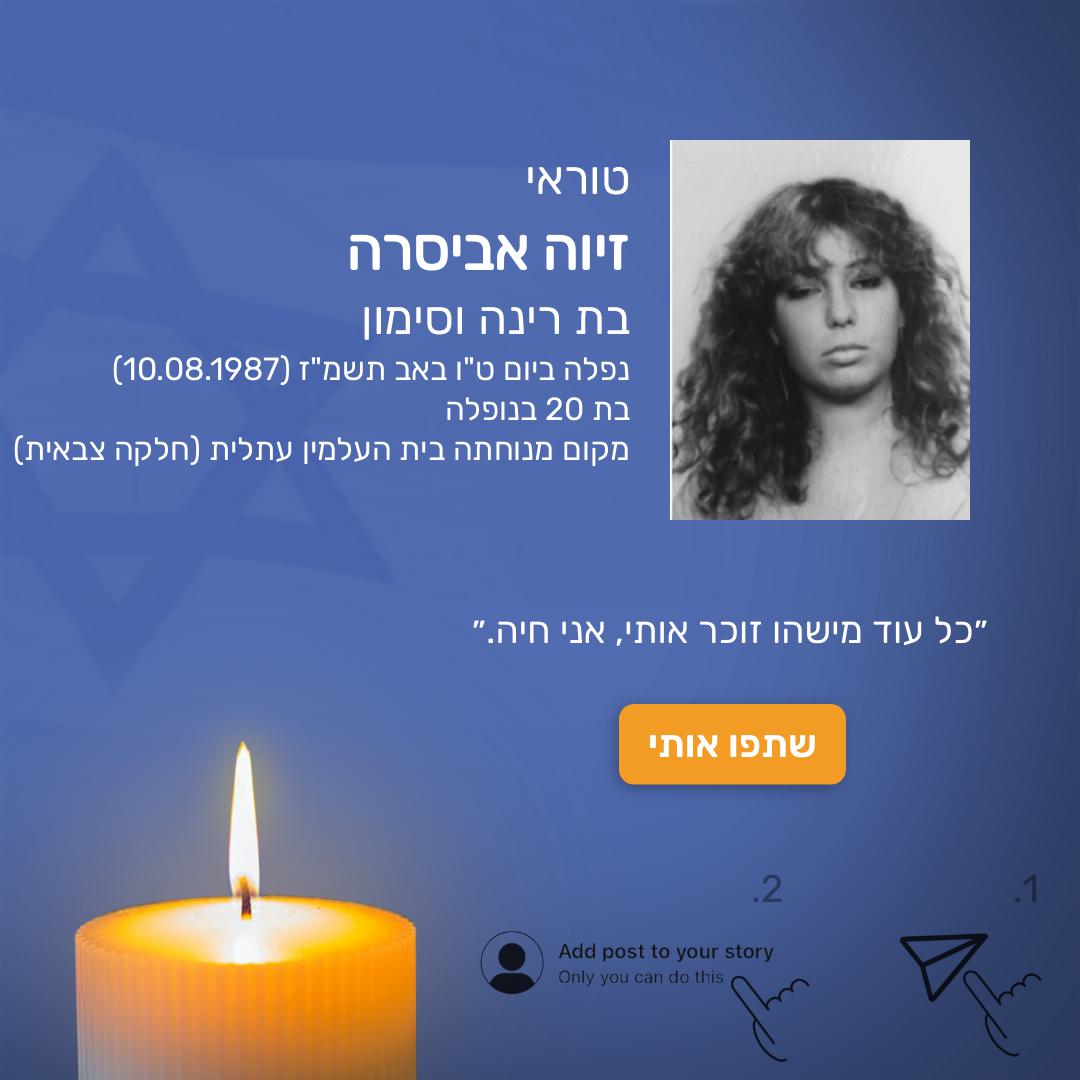 טוראי
זיוה אביסרה
בת רינה וסימון
נפלה ביום ט"ו באב תשמ"ז (10.08.1987)
בת 20 בנופלה
מקום מנוחתה בית העלמין עתלית (חלקה צבאית)
״כל עוד מישהו זוכר אותי, אני חיה.״
שתפו אותי
1.
2.
Add post to your story
Only you can do this